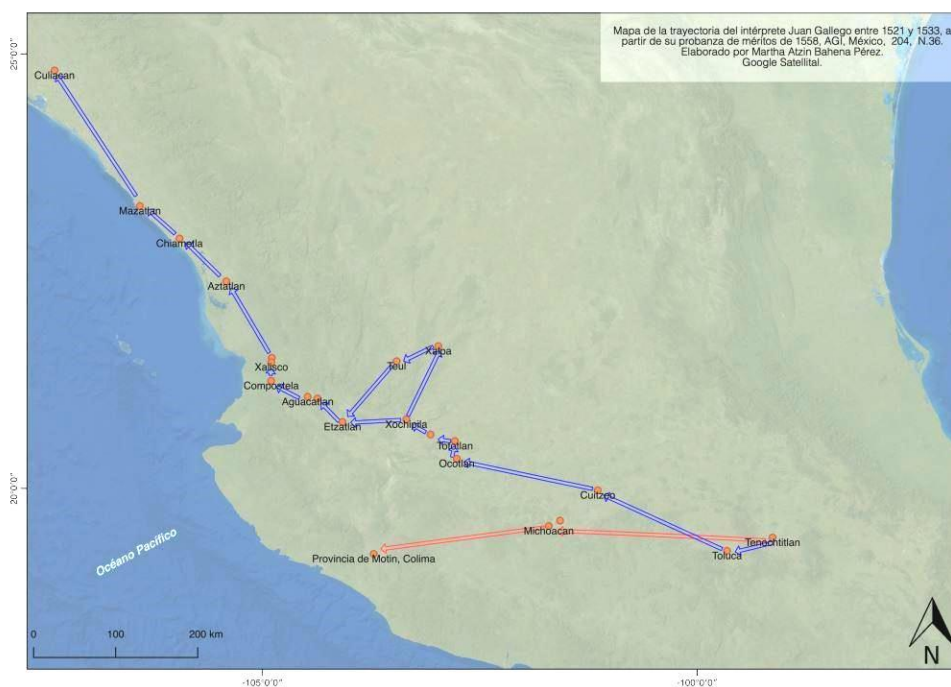 Mapa de la trayectoria del intérprete Juan Gallego entre 1521 y 1533, a
partir de su probanza de méritos de 1558, AGI, México, 204, N.36.
Elaborado por Martha Atzin Bahena Pérez.
Google Satellital.
25°0'0"
Culiacan
Mazatlan
Chiametla
Aztatlan
Xalisco
Xalpa
Teul
Compostela
Aguacatlan
Etzatlan
Xochipila
Tototlan
Ocotlan
20°0'0"
Cuitzeo
Michoacan
Tenochtitlan
Toluca
Provincia de Motin, Colima
Océano Pacífico
0 100 200 km
N
-105°0'0"
-100°0'0"